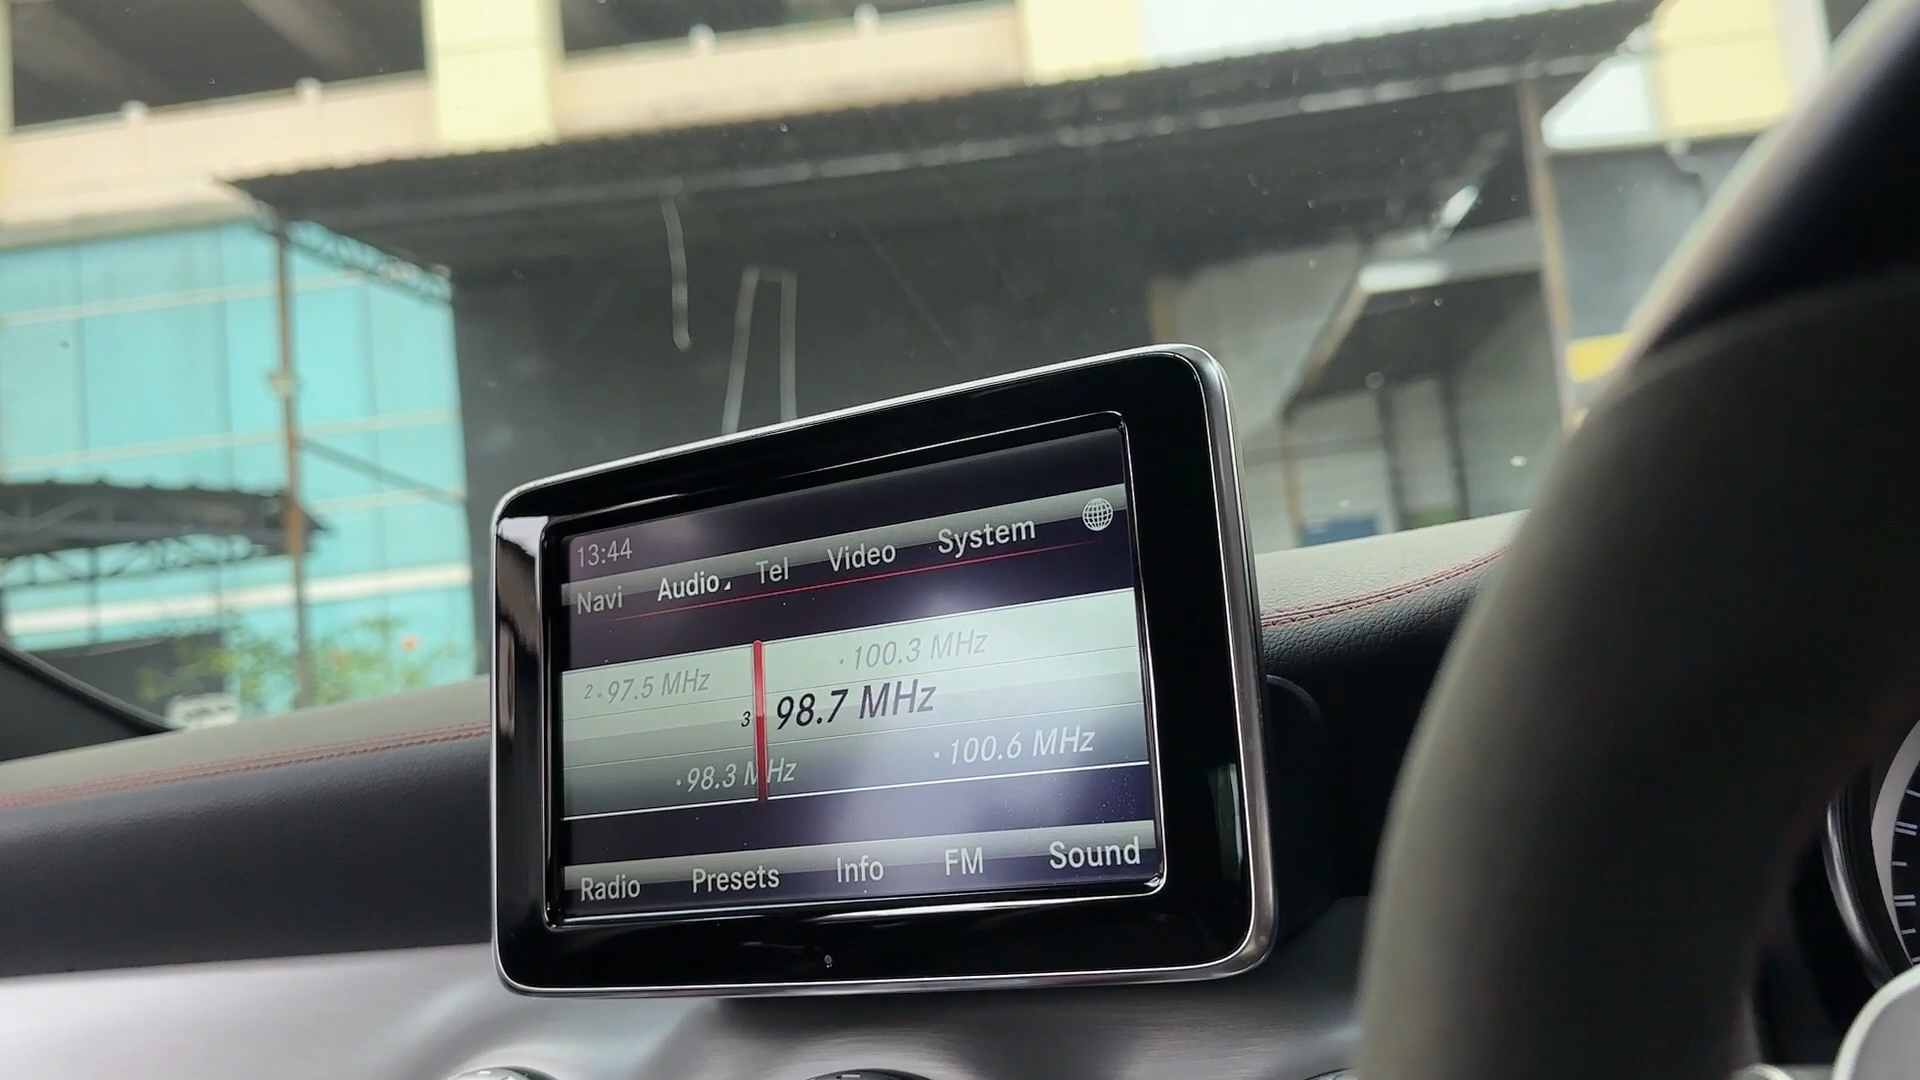 13:44
Navi Audio Tel Video System
· 100.3 MHz
2 · 97.5 MHz
3 98.7 MHz
· 100.6 MHz
· 98.3 MHz
Radio Presets Info FM Sound